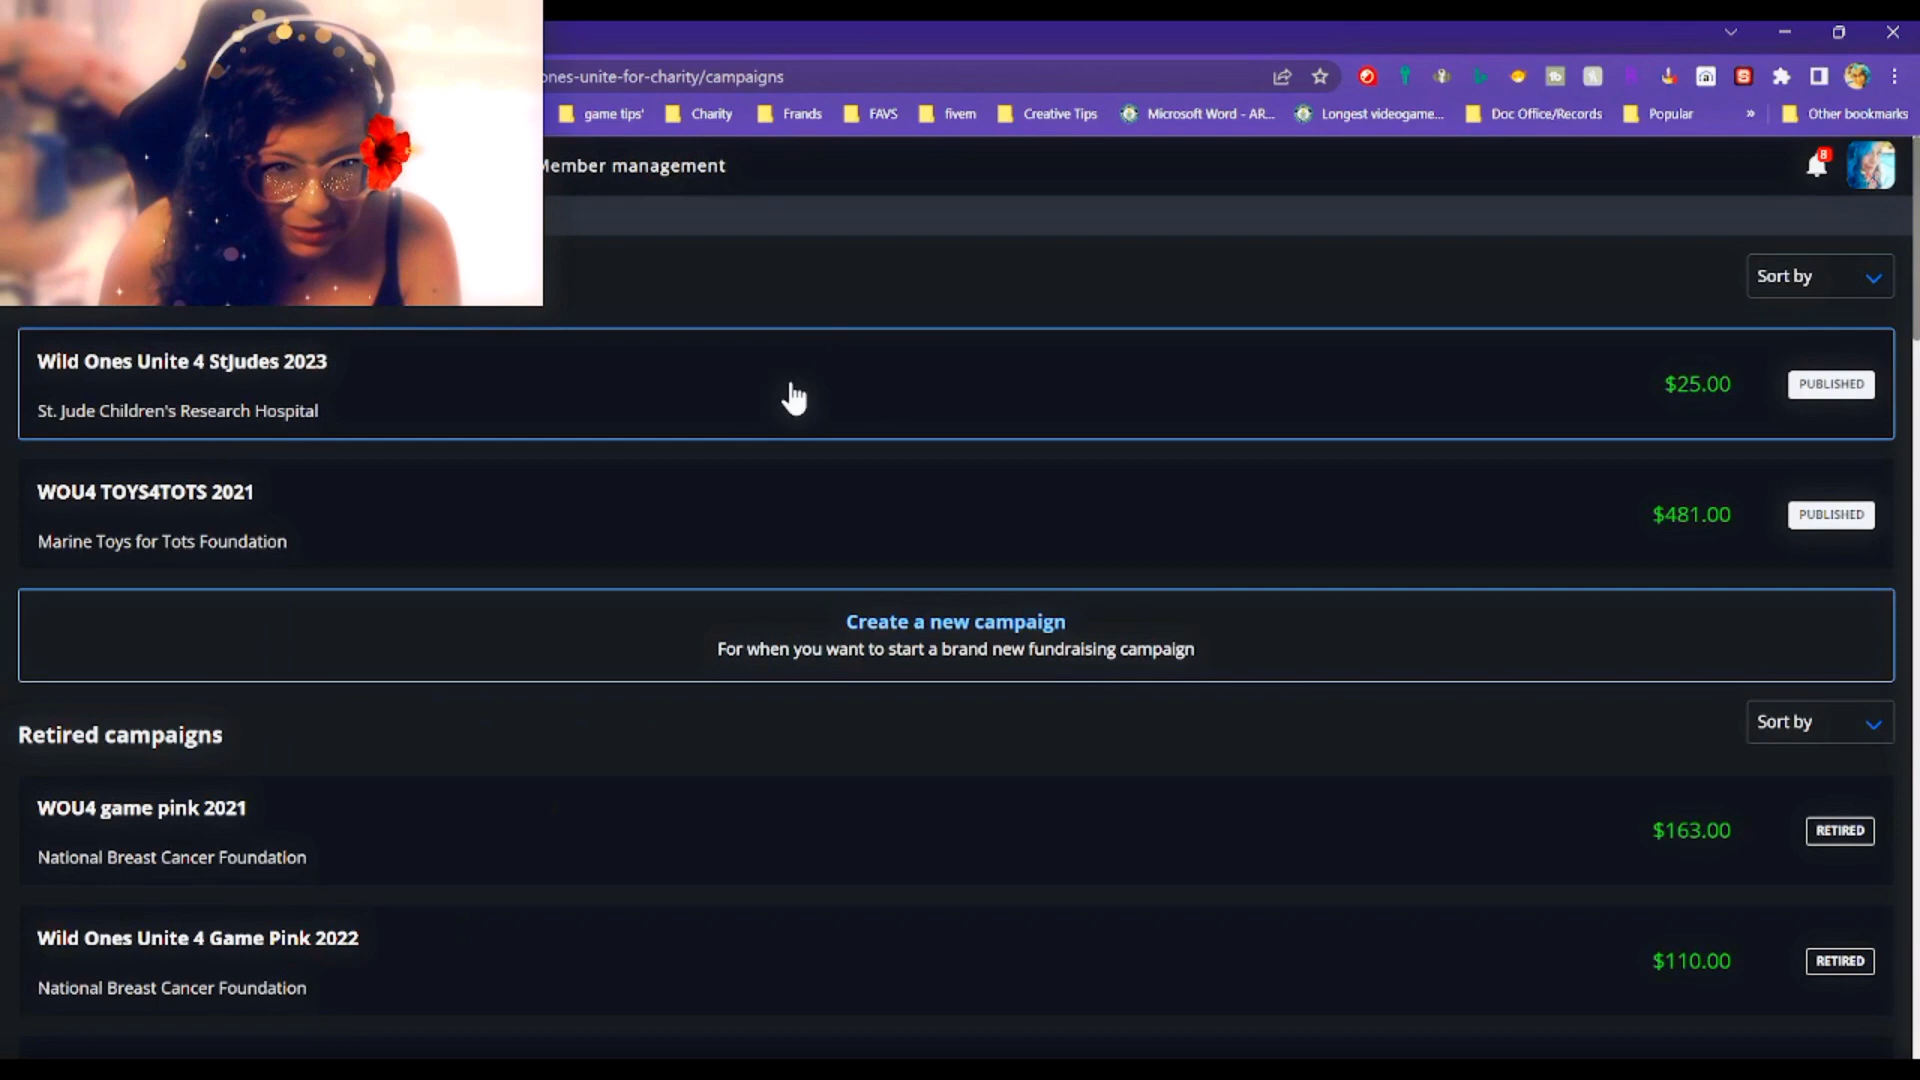 ones-unite-for-charity/campaigns
game tips'
Charity
Frands
FAVS
fivem
Creative Tips
Microsoft Word - AR...
Longest videogame...
Doc Office/Records
Popular
»
Other bookmarks
Member management
8
Sort by
Wild Ones Unite 4 StJudes 2023
$25.00
PUBLISHED
St. Jude Children's Research Hospital
WOU4 TOYS4TOTS 2021
$481.00
PUBLISHED
Marine Toys for Tots Foundation
Create a new campaign
For when you want to start a brand new fundraising campaign
Retired campaigns
Sort by
WOU4 game pink 2021
$163.00
RETIRED
National Breast Cancer Foundation
Wild Ones Unite 4 Game Pink 2022
$110.00
RETIRED
National Breast Cancer Foundation